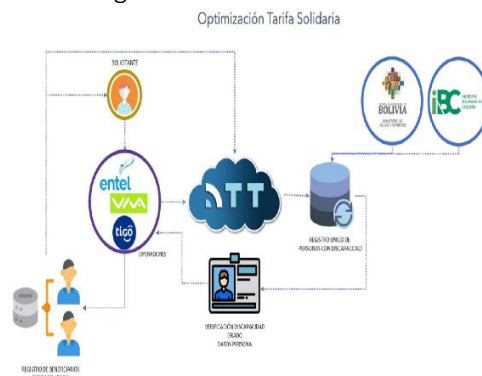 Optimización Tarifa Solidaria
SOLICITANTE
BOLIVIA
iBC
entel
VIVA
tigo
ATT
OPERADORES
REGISTRO UNICO DE
PERSONAS CON DISCAPACIDAD
VERIFICACIÓN DISCAPACIDAD
GRADO
DATOS PERSONA
REGISTRO DE BENEFICIARIOS